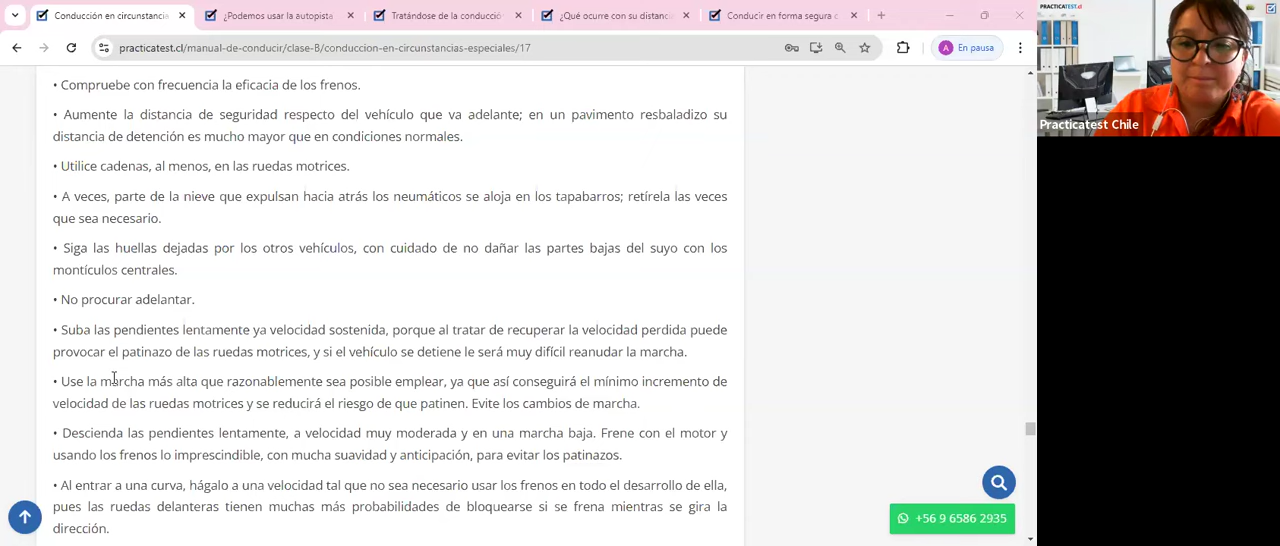 Conducción en circunstancia
¿Podemos usar la autopista
Tratándose de la conducción
¿Qué ocurre con su distanci
Conducir en forma segura c
practicatest.cl/manual-de-conducir/clase-B/conduccion-en-circunstancias-especiales/17
A
En pausa
PRACTICATEST.cl
Practicatest Chile
• Compruebe con frecuencia la eficacia de los frenos.
• Aumente la distancia de seguridad respecto del vehículo que va adelante; en un pavimento resbaladizo su
distancia de detención es mucho mayor que en condiciones normales.
• Utilice cadenas, al menos, en las ruedas motrices.
• A veces, parte de la nieve que expulsan hacia atrás los neumáticos se aloja en los tapabarros; retírela las veces
que sea necesario.
• Siga las huellas dejadas por los otros vehículos, con cuidado de no dañar las partes bajas del suyo con los
montículos centrales.
• No procurar adelantar.
• Suba las pendientes lentamente ya velocidad sostenida, porque al tratar de recuperar la velocidad perdida puede
provocar el patinazo de las ruedas motrices, y si el vehículo se detiene le será muy difícil reanudar la marcha.
• Use la marcha más alta que razonablemente sea posible emplear, ya que así conseguirá el mínimo incremento de
velocidad de las ruedas motrices y se reducirá el riesgo de que patinen. Evite los cambios de marcha.
• Descienda las pendientes lentamente, a velocidad muy moderada y en una marcha baja. Frene con el motor y
usando los frenos lo imprescindible, con mucha suavidad y anticipación, para evitar los patinazos.
• Al entrar a una curva, hágalo a una velocidad tal que no sea necesario usar los frenos en todo el desarrollo de ella,
pues las ruedas delanteras tienen muchas más probabilidades de bloquearse si se frena mientras se gira la
dirección.
+56 9 6586 2935